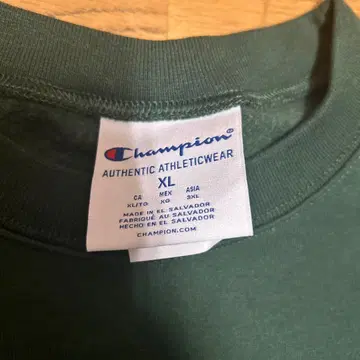 Champion
AUTHENTIC ATHLETICWEAR
XL
CA MEX ASIA
XL/TG XG 3XL
MADE IN EL SALVADOR
FABRIQUÉ AU SALVADOR
HECHO EN EL SALVADOR
CHAMPION.COM